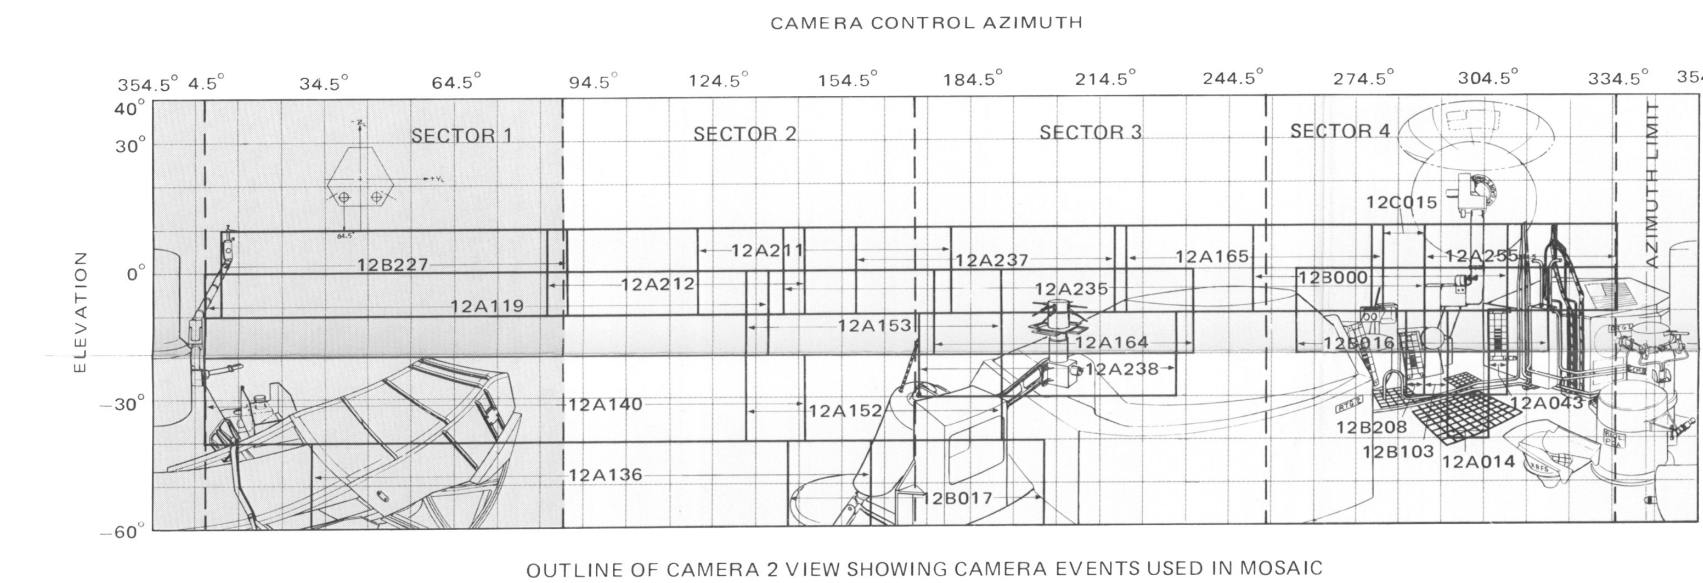 CAMERA CONTROL AZIMUTH
354.5° 4.5° 34.5° 64.5° 94.5° 124.5° 154.5° 184.5° 214.5° 244.5° 274.5° 304.5° 334.5° 35
40°
30°
0°
−30°
−60°
ELEVATION
SECTOR 1
SECTOR 2
SECTOR 3
SECTOR 4
AZIMUTH LIMIT
12C015
12B227
12A211
12A237
12A165
12A255
12A212
12B000
12A119
12A235
12A153
12A164
12B016
12A238
12A140
12A152
12A043
12B208
12B103
12A014
12A136
12B017
RTG 2
XRFS
OUTLINE OF CAMERA 2 VIEW SHOWING CAMERA EVENTS USED IN MOSAIC